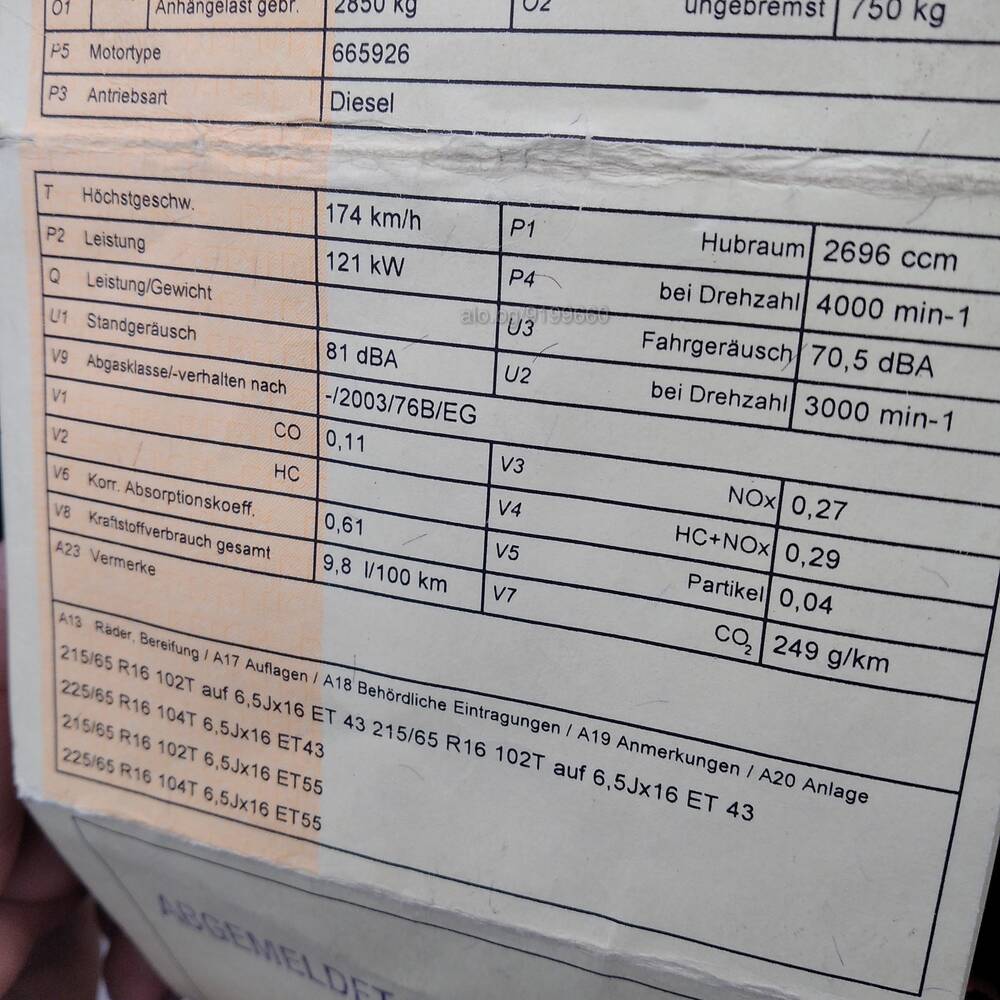 O1 Anhängelast gebr. 2850 kg O2 ungebremst 750 kg
P5 Motortype 665926
P3 Antriebsart Diesel
T Höchstgeschw. 174 km/h P1 Hubraum 2696 ccm
P2 Leistung 121 kW P4 bei Drehzahl 4000 min-1
Q Leistung/Gewicht U3 Fahrgeräusch 70,5 dBA
alo.bg/9199660
U1 Standgeräusch 81 dBA U2 bei Drehzahl 3000 min-1
V9 Abgasklasse/-verhalten nach -/2003/76B/EG
V1 CO 0,11 V3 NOx 0,27
V2 HC V4 HC+NOx 0,29
V6 Korr. Absorptionskoeff. 0,61 V5 Partikel 0,04
V8 Kraftstoffverbrauch gesamt 9,8 l/100 km V7 CO2 249 g/km
A23 Vermerke
A13 Räder, Bereifung / A17 Auflagen / A18 Behördliche Eintragungen / A19 Anmerkungen / A20 Anlage
215/65 R16 102T auf 6,5Jx16 ET 43 215/65 R16 102T auf 6,5Jx16 ET 43
225/65 R16 104T 6,5Jx16 ET43
215/65 R16 102T 6,5Jx16 ET55
225/65 R16 104T 6,5Jx16 ET55
ABGEMELDET